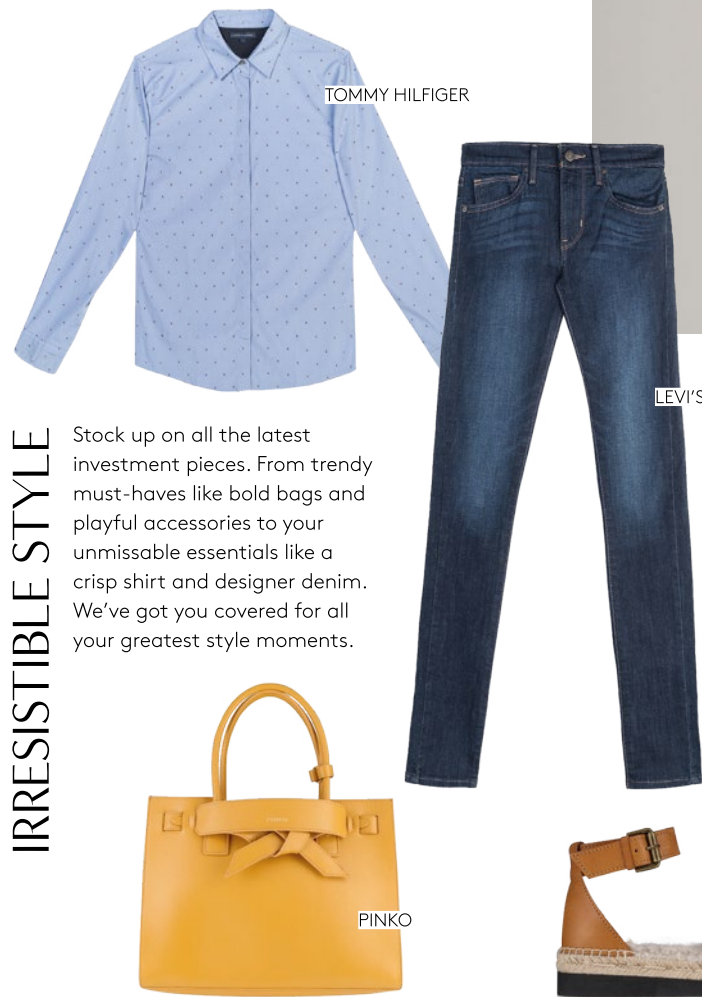 TOMMY HILFIGER
LEVI'S
IRRESISTIBLE STYLE
Stock up on all the latest
investment pieces. From trendy
must-haves like bold bags and
playful accessories to your
unmissable essentials like a
crisp shirt and designer denim.
We've got you covered for all
your greatest style moments.
PINKO